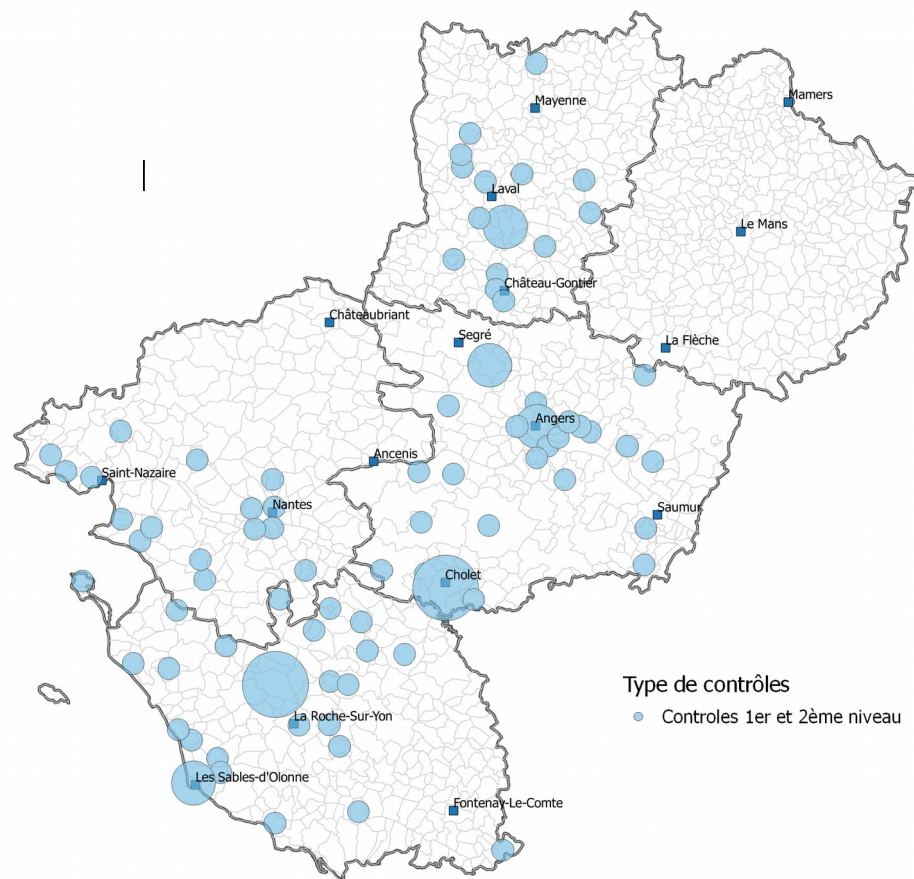 Mamers
Mayenne
Laval
Le Mans
Château-Gontier
Châteaubriant
Segré
La Flèche
Angers
Ancenis
Saint-Nazaire
Nantes
Saumur
Cholet
Type de contrôles
Controles 1er et 2ème niveau
La Roche-Sur-Yon
Les Sables-d'Olonne
Fontenay-Le-Comte